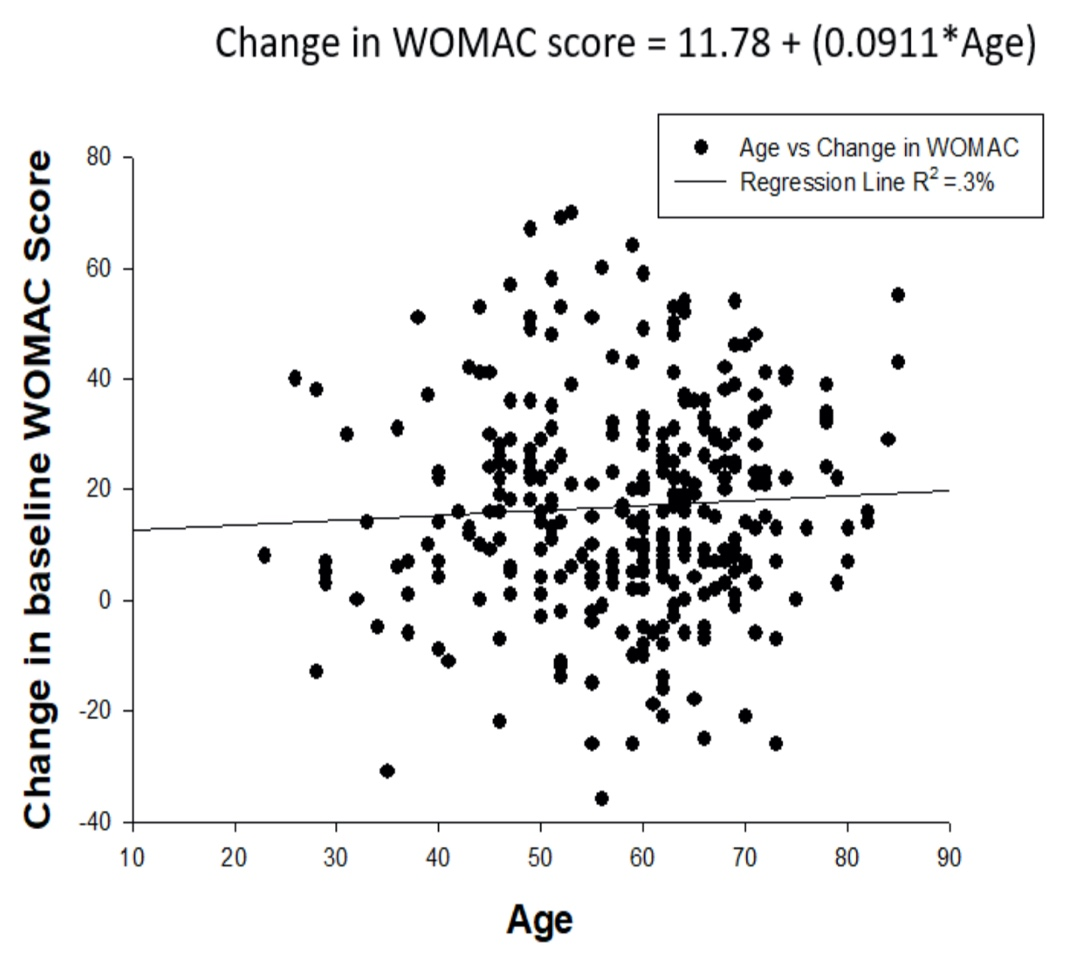 Change in WOMAC score = 11.78 + (0.0911*Age)
Age vs Change in WOMAC
Regression Line R² =.3%
Change in baseline WOMAC Score
80
60
40
20
0
-20
-40
10 20 30 40 50 60 70 80 90
Age